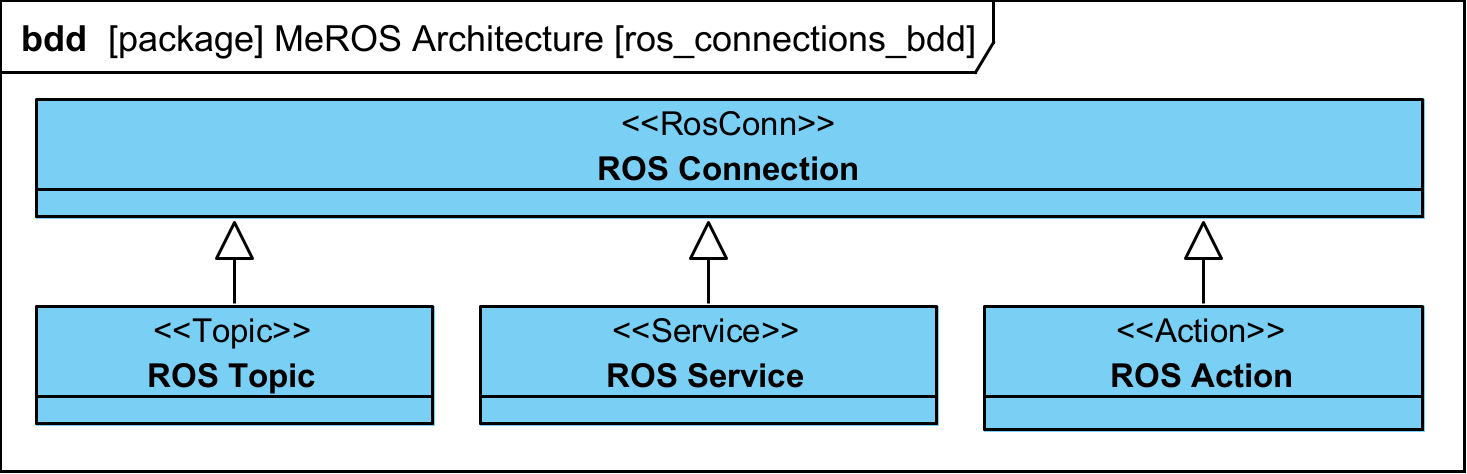 bdd [package] MeROS Architecture [ros_connections_bdd]
<<RosConn>>
ROS Connection
<<Topic>>
ROS Topic
<<Service>>
ROS Service
<<Action>>
ROS Action